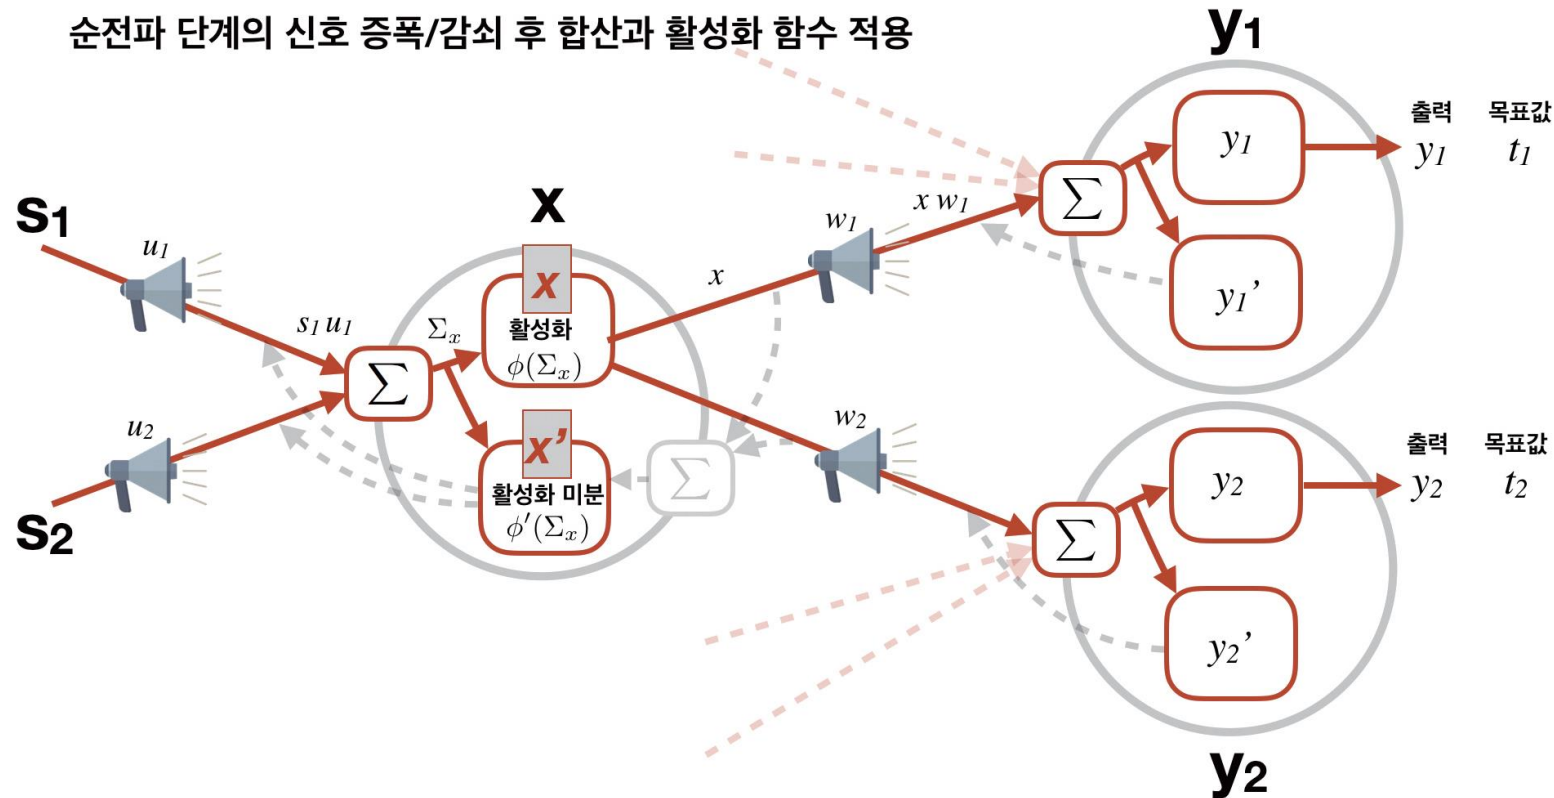 순전파 단계의 신호 증폭/감쇠 후 합산과 활성화 함수 적용
y1
출력 목표값
y1 t1
y1
s1
u1
s1 u1
x
x
활성화
ϕ(Σx)
Σx
Σ
x
w1
x w1
Σ
y1’
u2
s2
x’
활성화 미분
ϕ′(Σx)
Σ
w2
Σ
y2
출력 목표값
y2 t2
y2’
y2